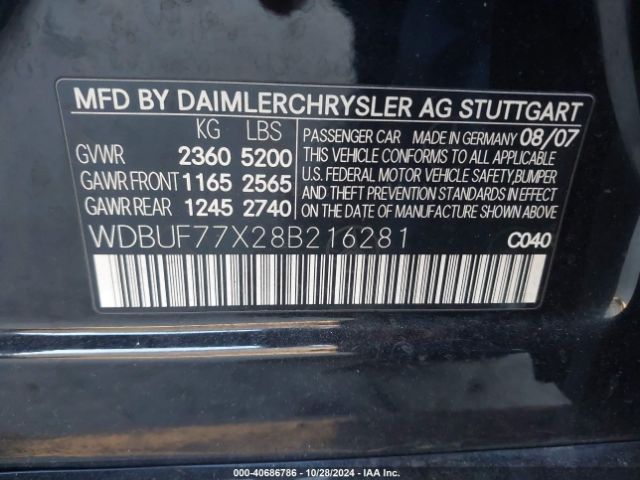 MFD BY DAIMLERCHRYSLER AG STUTTGART
KG LBS
GVWR 2360 5200
GAWR FRONT 1165 2565
GAWR REAR 1245 2740
PASSENGER CAR MADE IN GERMANY 08/07
THIS VEHICLE CONFORMS TO ALL APPLICABLE
U.S. FEDERAL MOTOR VEHICLE SAFETY,BUMPER
AND THEFT PREVENTION STANDARDS IN EFFECT
ON THE DATE OF MANUFACTURE SHOWN ABOVE
WDBUF77X28B216281 C040
000-40686786 - 10/28/2024 - IAA Inc.